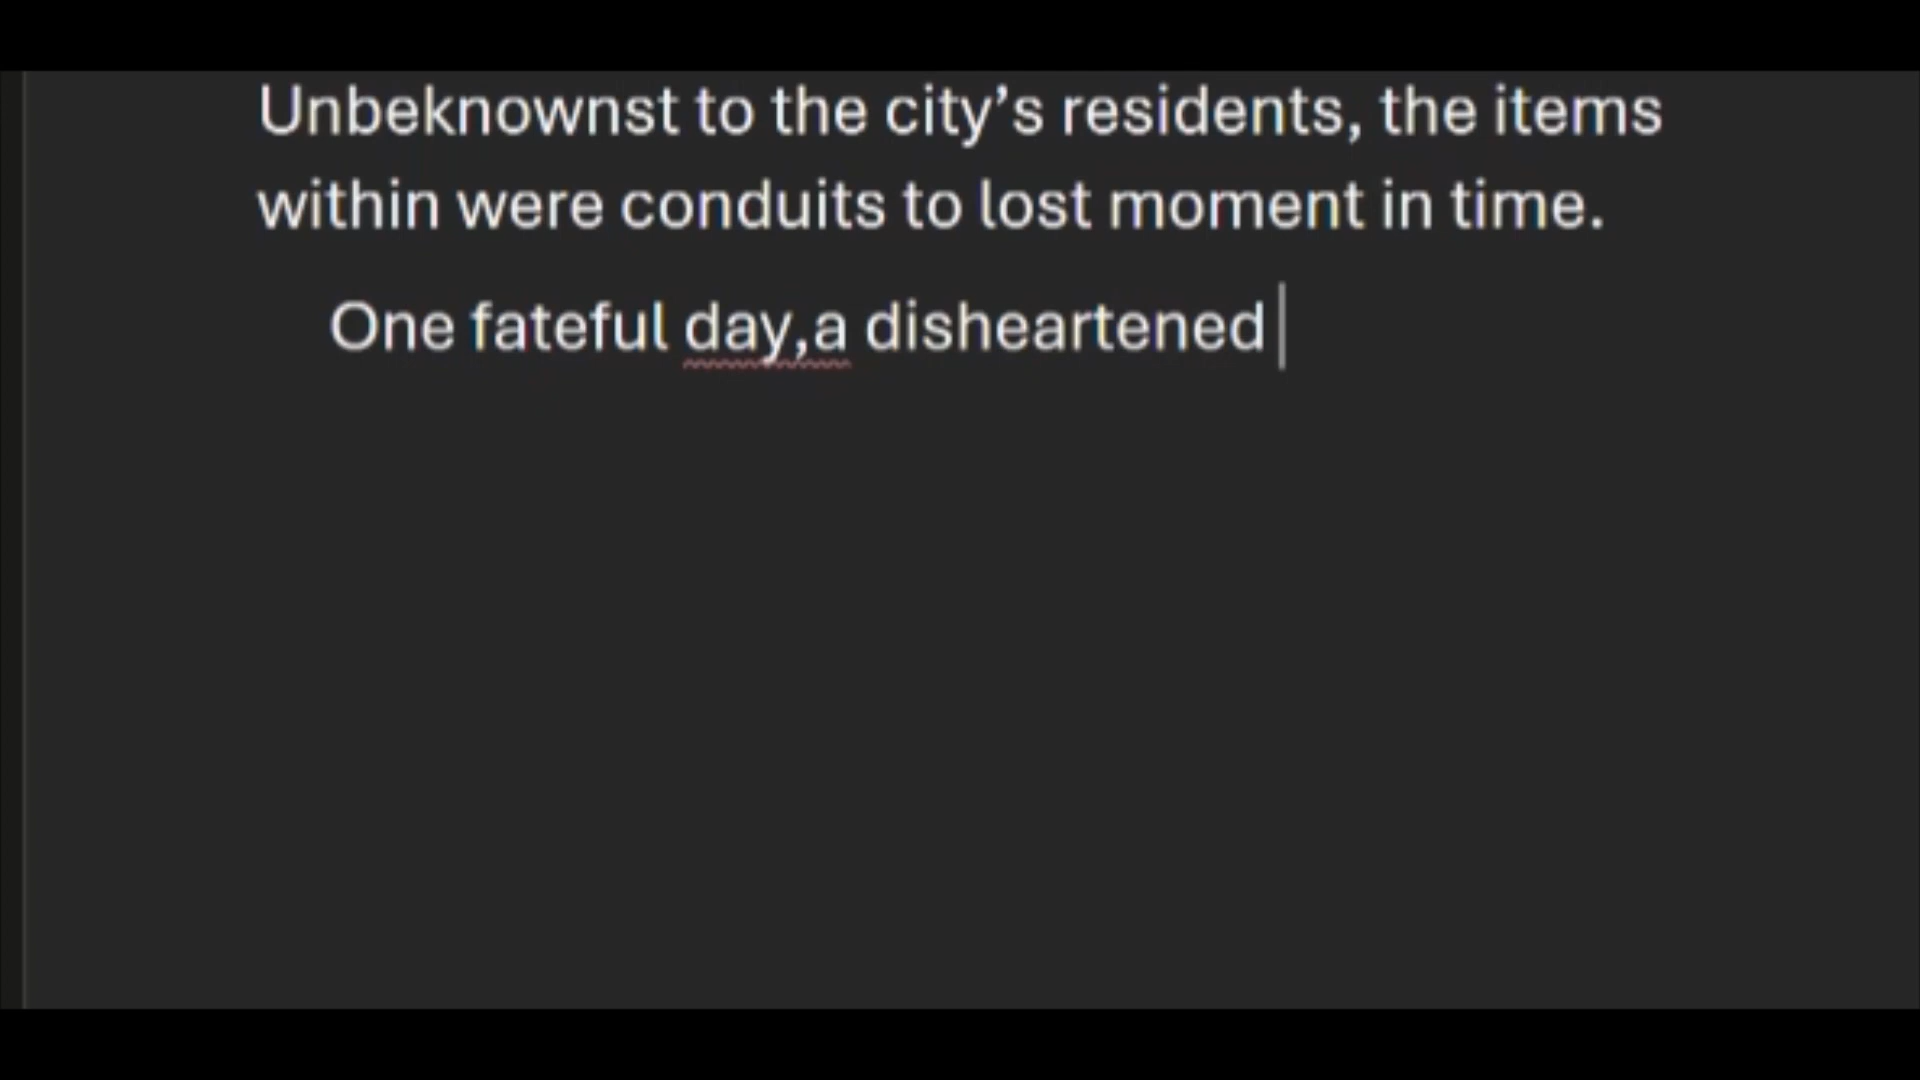 Unbeknownst to the city’s residents, the items
within were conduits to lost moment in time.
One fateful day,a disheartened